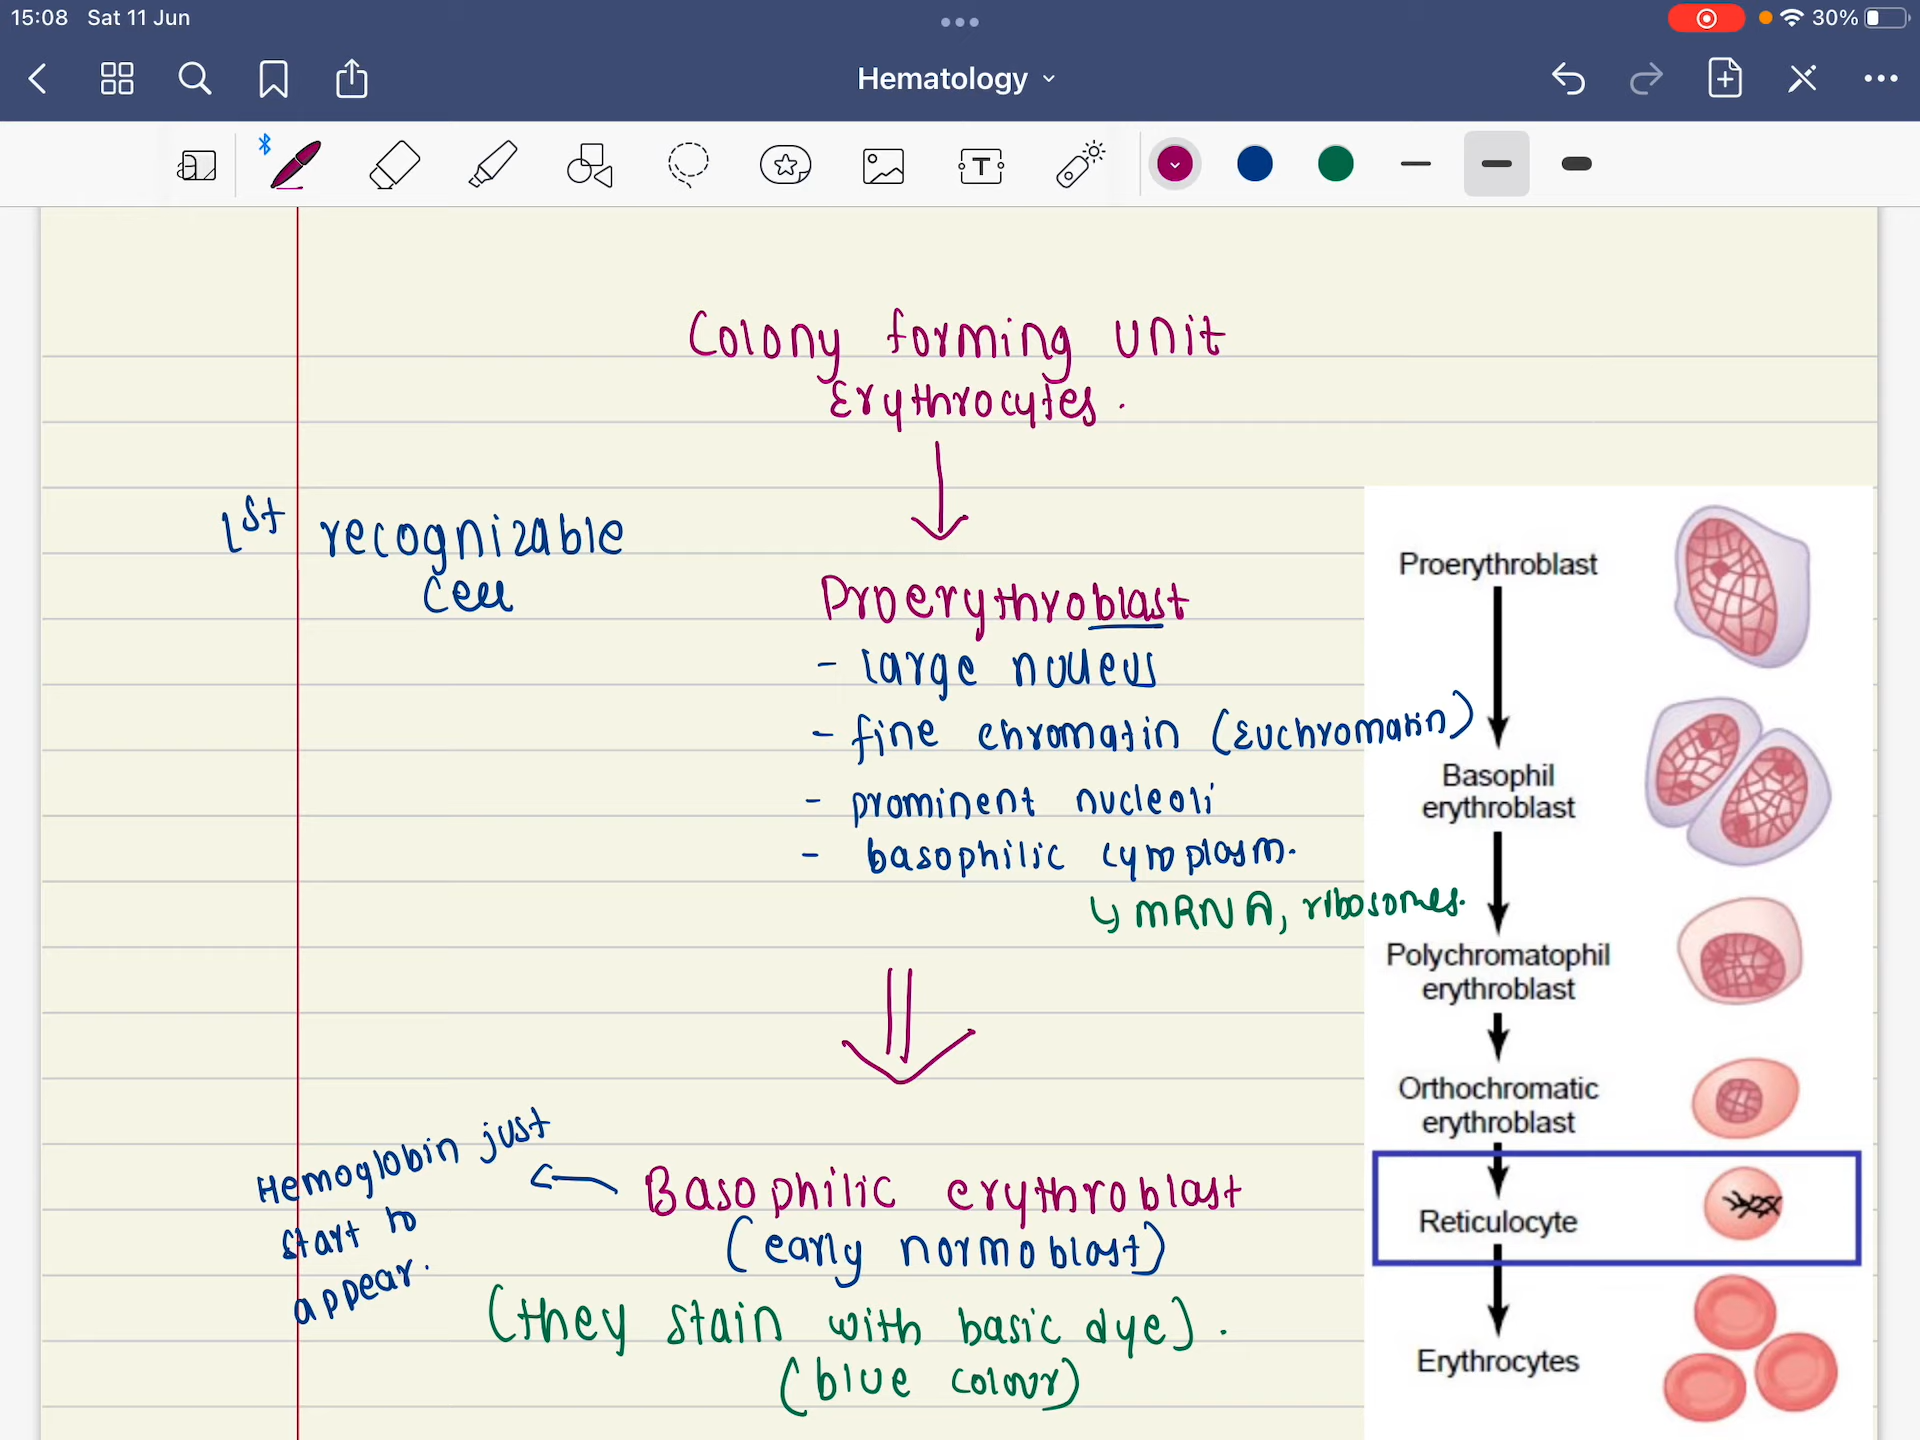 15:08 Sat 11 Jun
30%
Hematology
T
Colony forming unit
Erythrocytes.
1st recognizable
cell
Proerythroblast
- large nucleus
- fine chromatin (Euchromatin)
- prominent nucleoli
- basophilic cytoplasm.
↳ mRNA, ribosomes.
Hemoglobin just
start to
appear.
Basophilic erythroblast
(early normoblast)
(they stain with basic dye).
(blue colour)
Proerythroblast
Basophil
erythroblast
Polychromatophil
erythroblast
Orthochromatic
erythroblast
Reticulocyte
Erythrocytes